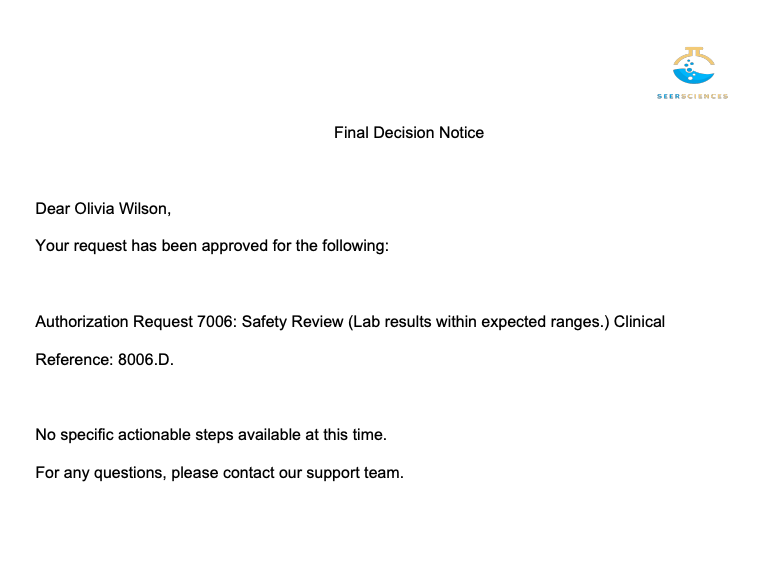 SEERSCIENCES
Final Decision Notice
Dear Olivia Wilson,
Your request has been approved for the following:
Authorization Request 7006: Safety Review (Lab results within expected ranges.) Clinical
Reference: 8006.D.
No specific actionable steps available at this time.
For any questions, please contact our support team.